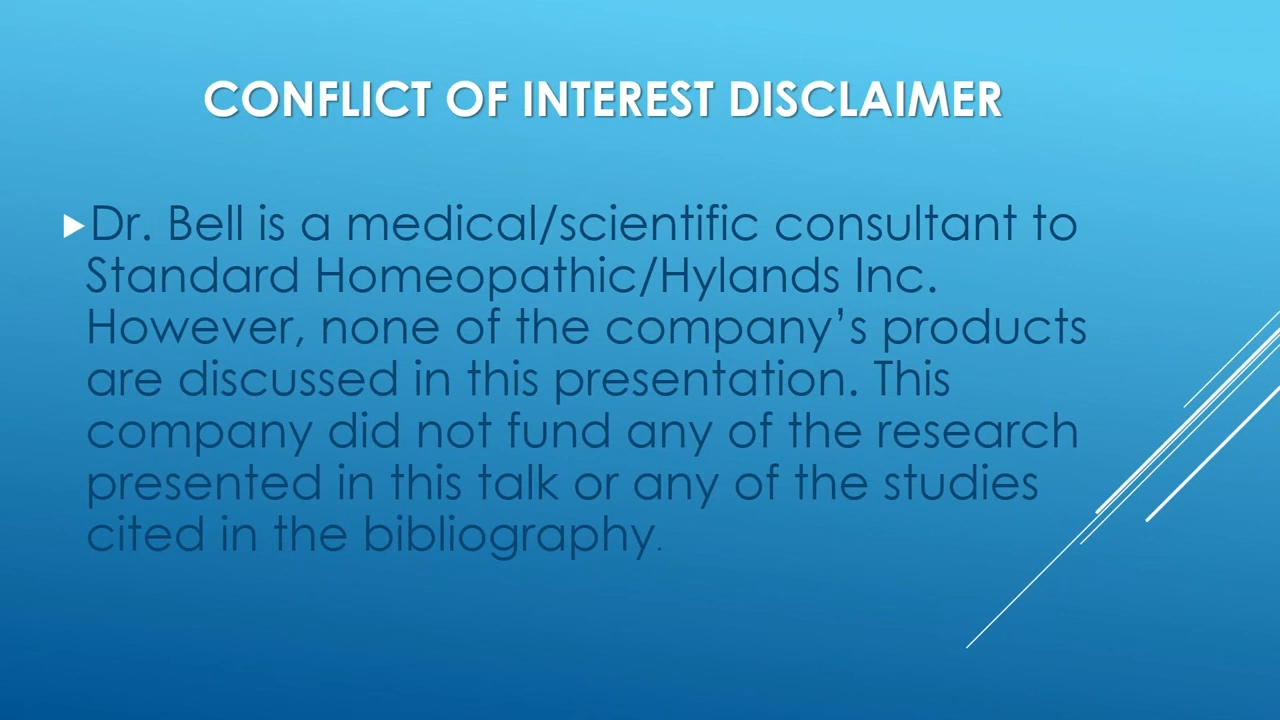 CONFLICT OF INTEREST DISCLAIMER
Dr. Bell is a medical/scientific consultant to
Standard Homeopathic/Hylands Inc.
However, none of the company’s products
are discussed in this presentation. This
company did not fund any of the research
presented in this talk or any of the studies
cited in the bibliography.